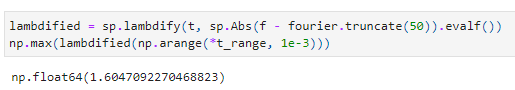 lambdified = sp.lambdify(t, sp.Abs(f - fourier.truncate(50)).evalf())
np.max(lambdified(np.arange(*t_range, 1e-3)))
np.float64(1.6047092270468823)